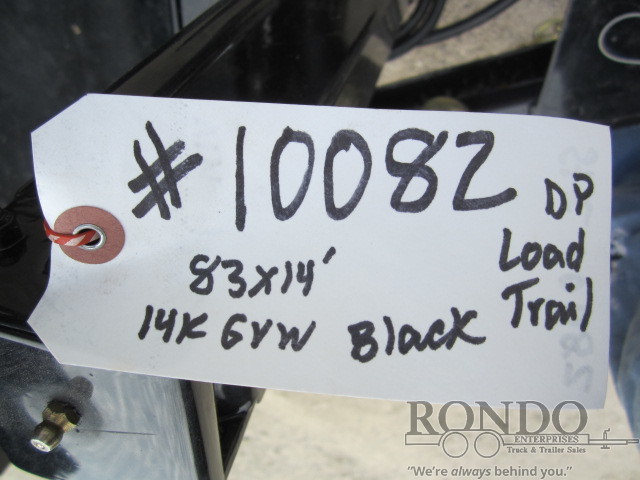 #10082
DP
Load
Trail
83x14'
14K GVW Black
RONDO
ENTERPRISES
Truck & Trailer Sales
"We're always behind you."